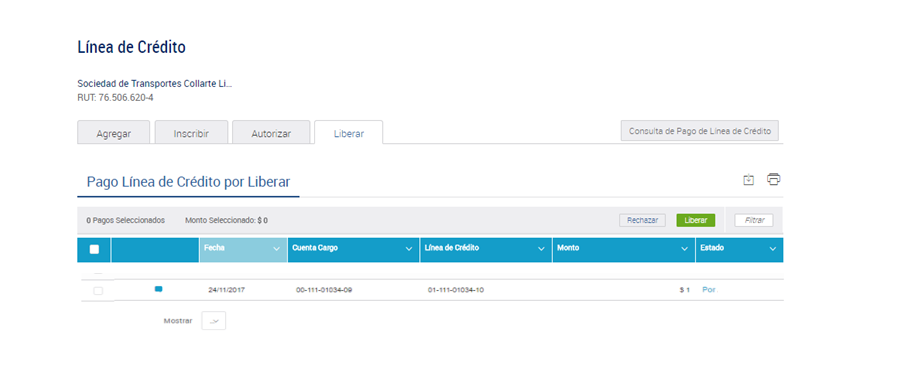 Línea de Crédito
Sociedad de Transportes Collarte Li...
RUT: 76.506.620-4
Agregar Inscribir Autorizar Liberar Consulta de Pago de Línea de Crédito
Pago Línea de Crédito por Liberar
0 Pagos Seleccionados Monto Seleccionado: $ 0 Rechazar Liberar Filtrar
Fecha Cuenta Cargo Línea de Crédito Monto Estado
24/11/2017 00-111-01034-09 01-111-01034-10 $ 1 Por
Mostrar